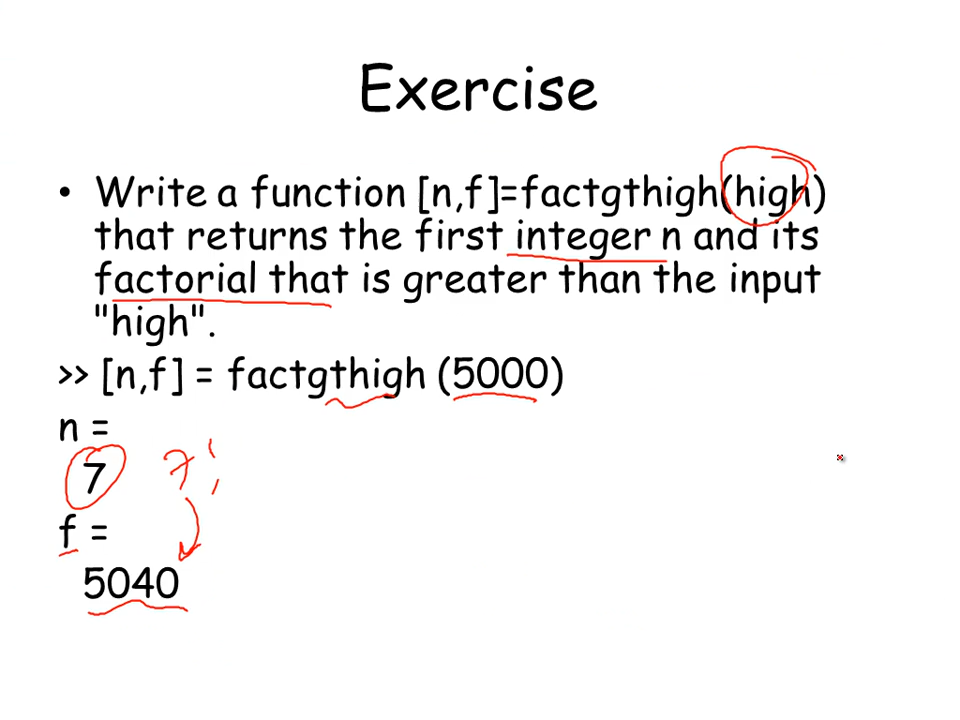 Exercise
• Write a function [n,f]=factgthigh(high)
that returns the first integer n and its
factorial that is greater than the input
"high".
>> [n,f] = factgthigh (5000)
n =
7 7!
f =
5040